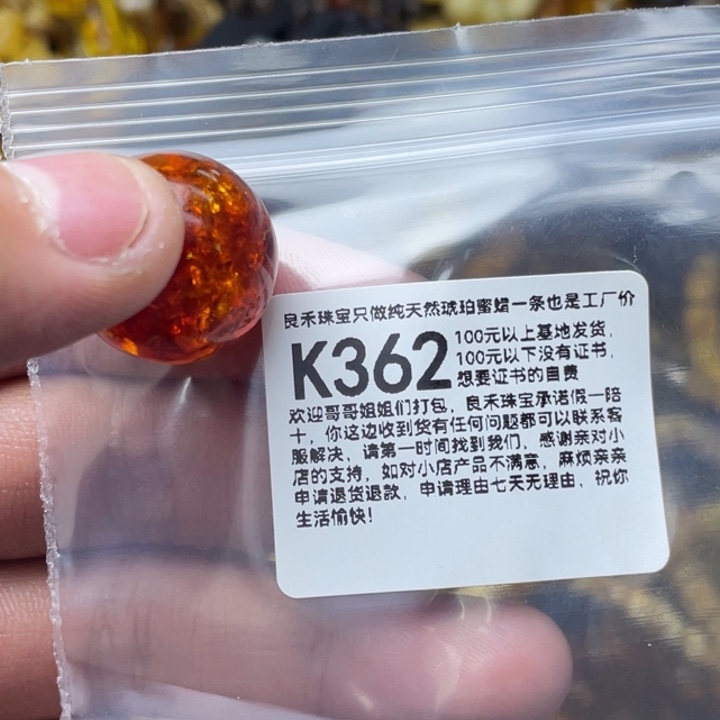 良禾珠宝只做纯天然琥珀蜜蜡一条也是工厂价
K362
100元以上基地发货,
100元以下没有证书,
想要证书的自费
欢迎哥哥姐姐们打包, 良禾珠宝承诺假一赔
十, 你这边收到货有任何问题都可以联系客
服解决、请第一时间找到我们, 感谢亲对小
店的支持, 如对小店产品不满意, 麻烦亲亲
申请退货退款, 申请理由七天无理由、祝你
生活愉快!